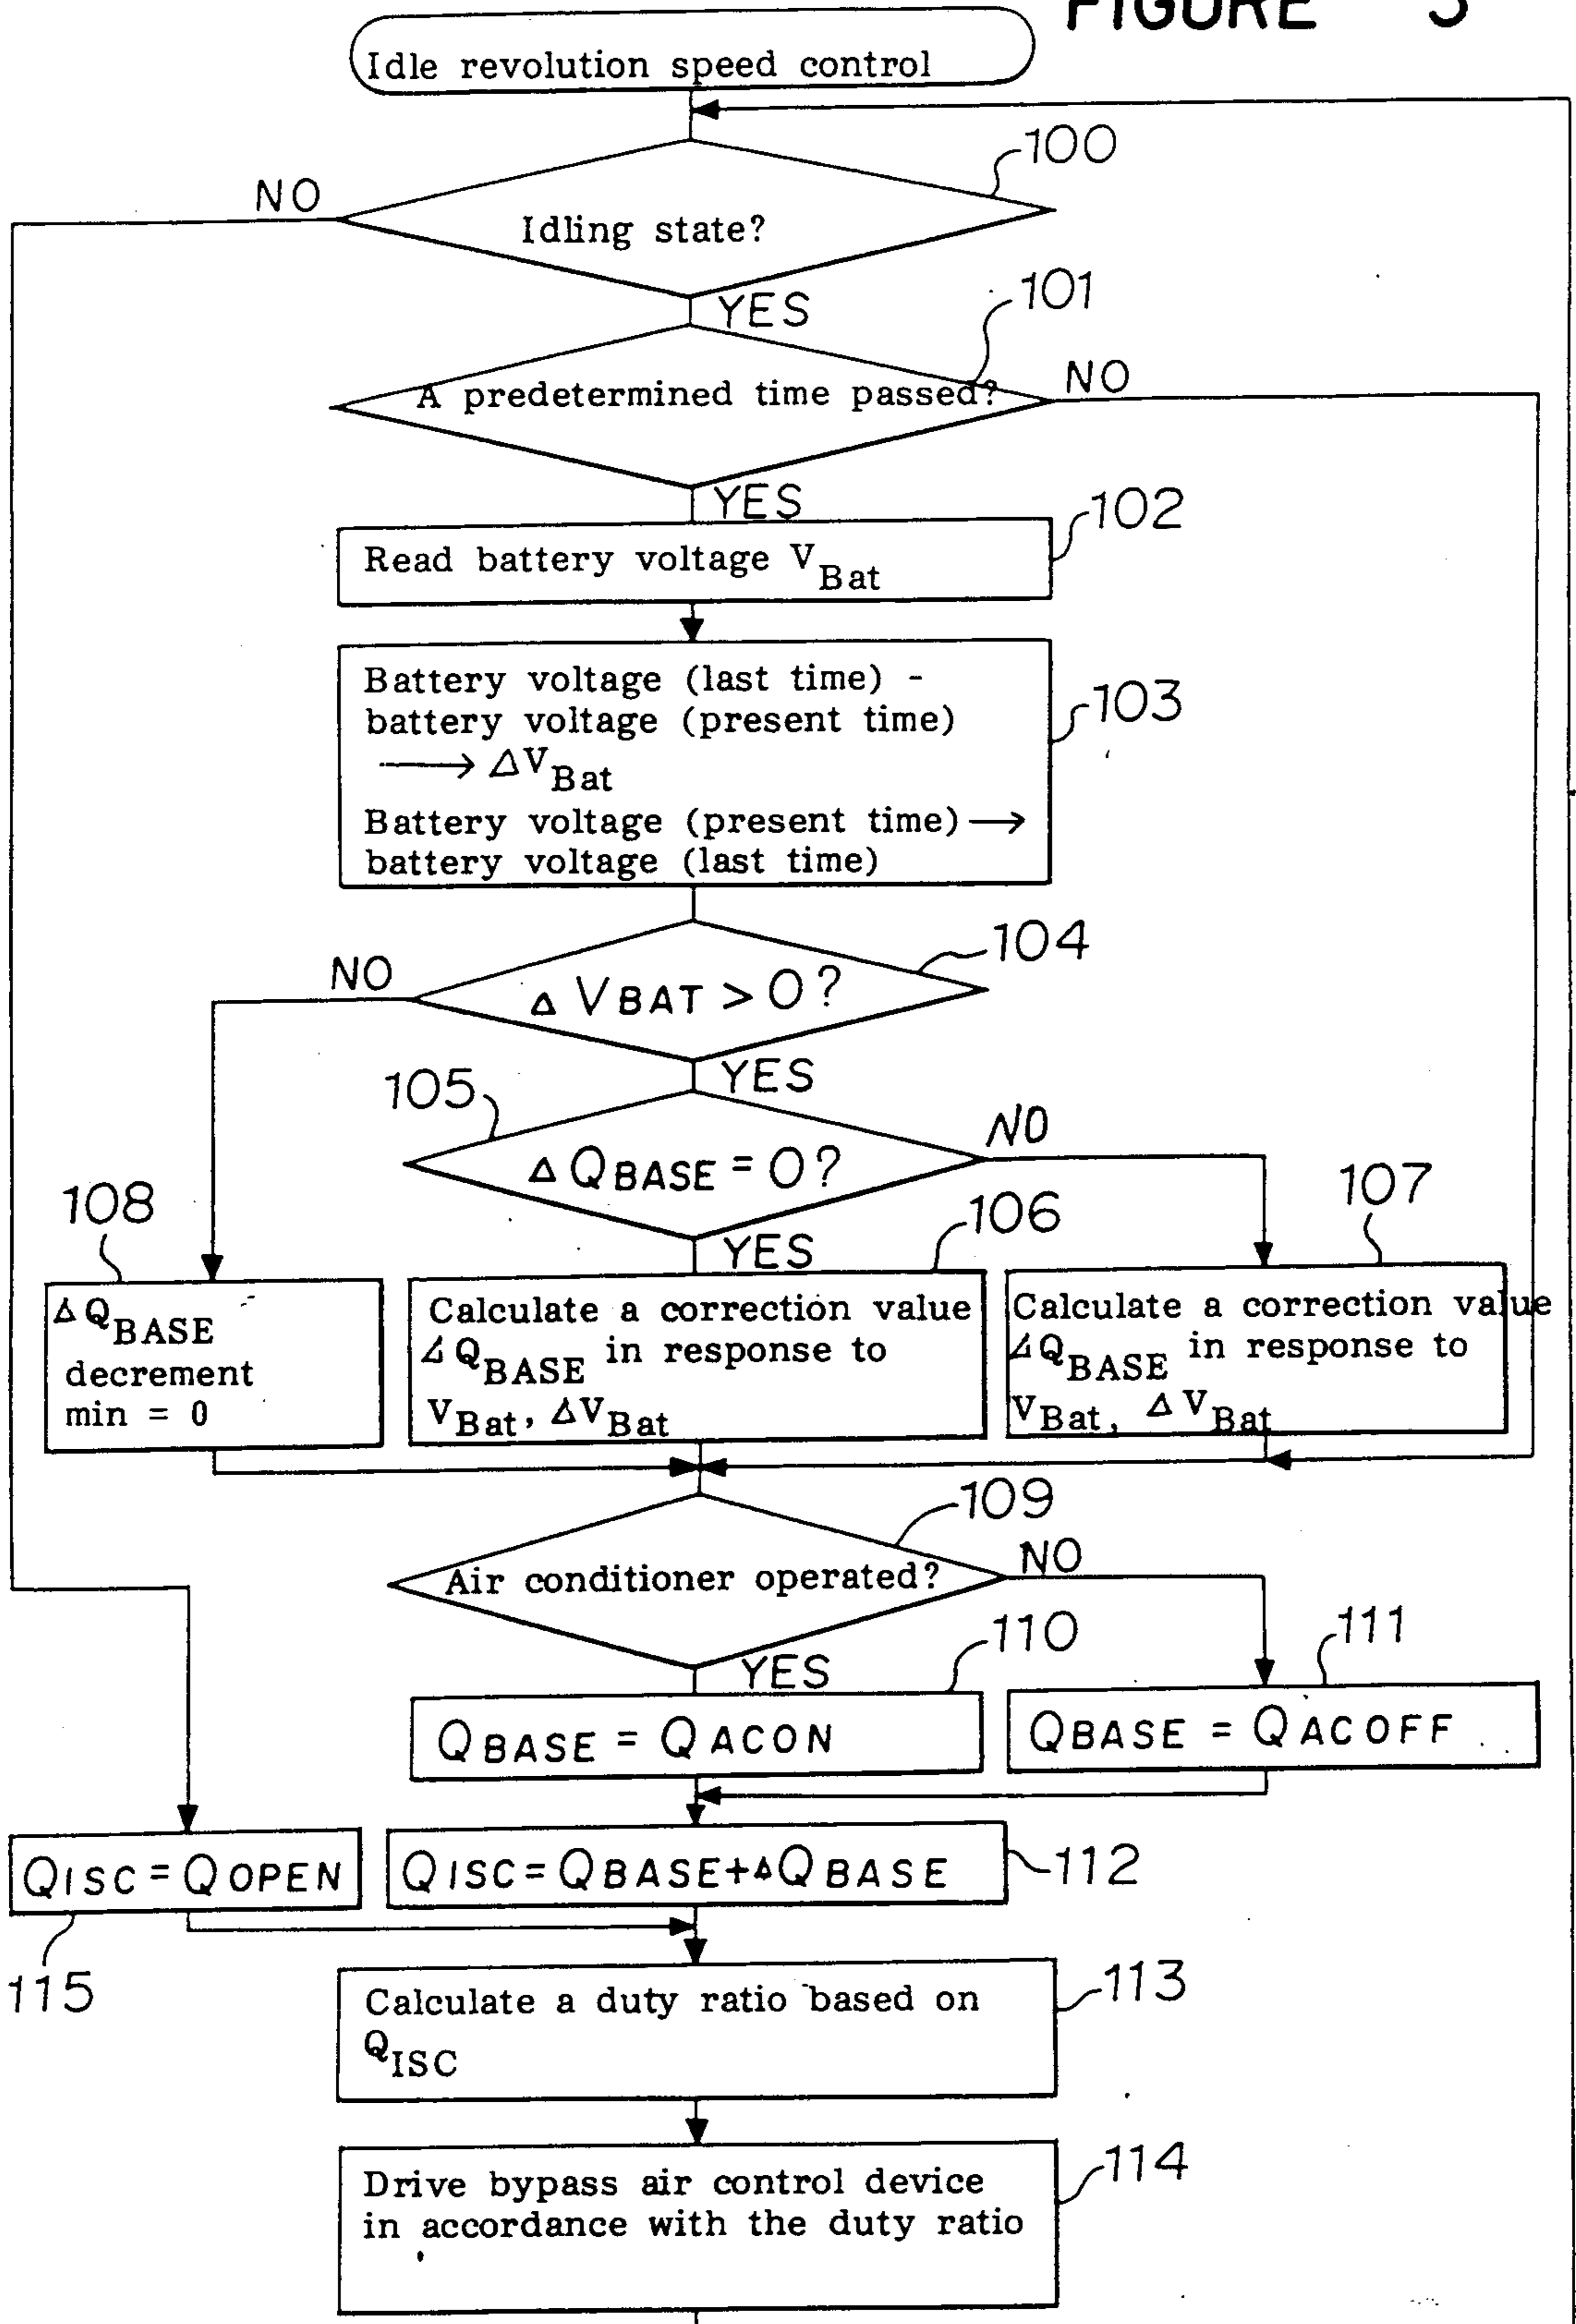 FIGURE 3
Idle revolution speed control
100
NO
Idling state?
YES
101
A predetermined time passed?
NO
YES
102
Read battery voltage V Bat
103
Battery voltage (last time) -
battery voltage (present time)
⟶ ΔV Bat
Battery voltage (present time) ⟶
battery voltage (last time)
104
NO
Δ VBAT > 0?
YES
105
NO
Δ QBASE = 0?
YES
108
106
107
ΔQBASE
decrement
min = 0
Calculate a correction value
ΔQBASE in response to
VBat, ΔVBat
Calculate a correction value
ΔQBASE in response to
VBat, ΔVBat
109
Air conditioner operated?
NO
YES
110
111
QBASE = QACON
QBASE = QACOFF
QISC = QOPEN
115
QISC = QBASE+ΔQBASE
112
113
Calculate a duty ratio based on
QISC
114
Drive bypass air control device
in accordance with the duty ratio